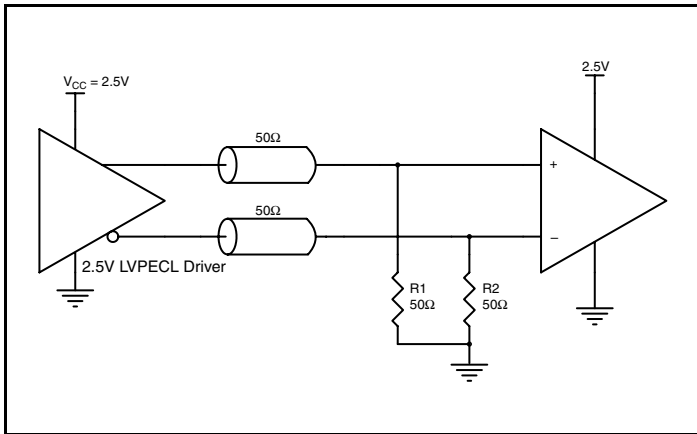 V_CC = 2.5V
2.5V
50Ω
+
50Ω
−
2.5V LVPECL Driver
R1
50Ω
R2
50Ω